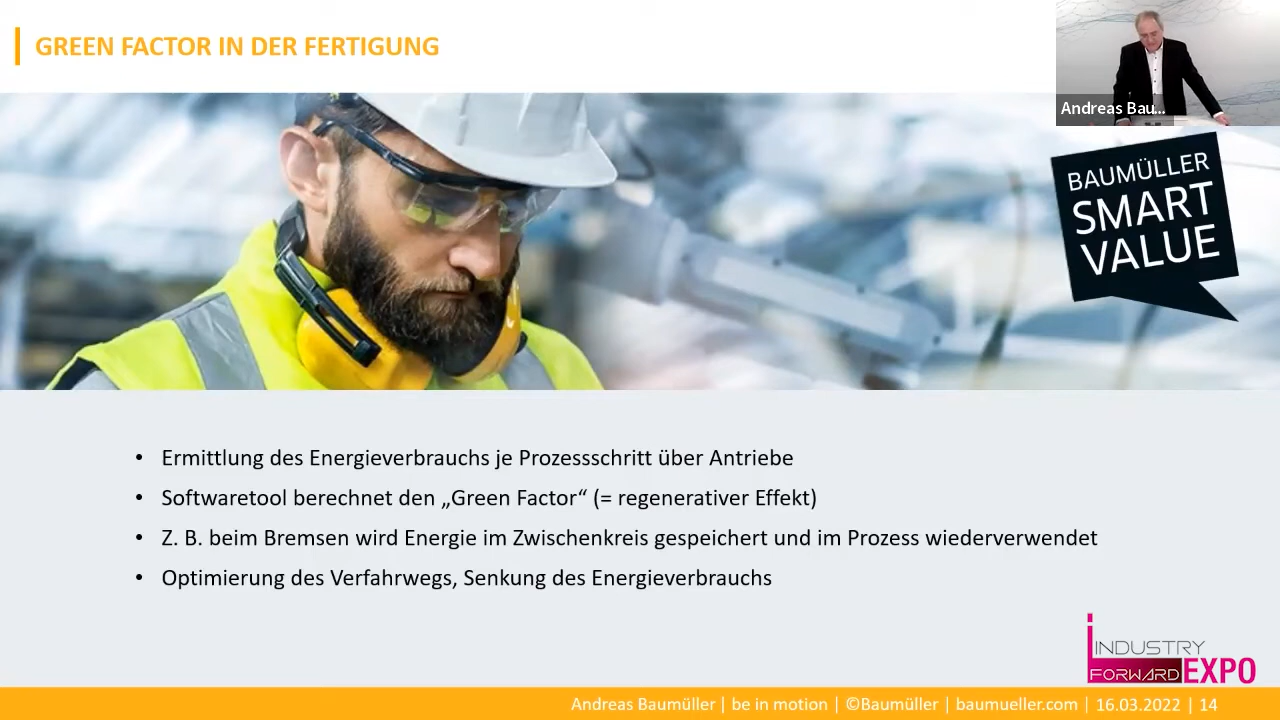 GREEN FACTOR IN DER FERTIGUNG
Andreas Bau...
BAUMÜLLER
SMART
VALUE
• Ermittlung des Energieverbrauchs je Prozessschritt über Antriebe
• Softwaretool berechnet den „Green Factor“ (= regenerativer Effekt)
• Z. B. beim Bremsen wird Energie im Zwischenkreis gespeichert und im Prozess wiederverwendet
• Optimierung des Verfahrwegs, Senkung des Energieverbrauchs
INDUSTRY
FORWARD EXPO
Andreas Baumüller | be in motion | ©Baumüller | baumueller.com | 16.03.2022 | 14